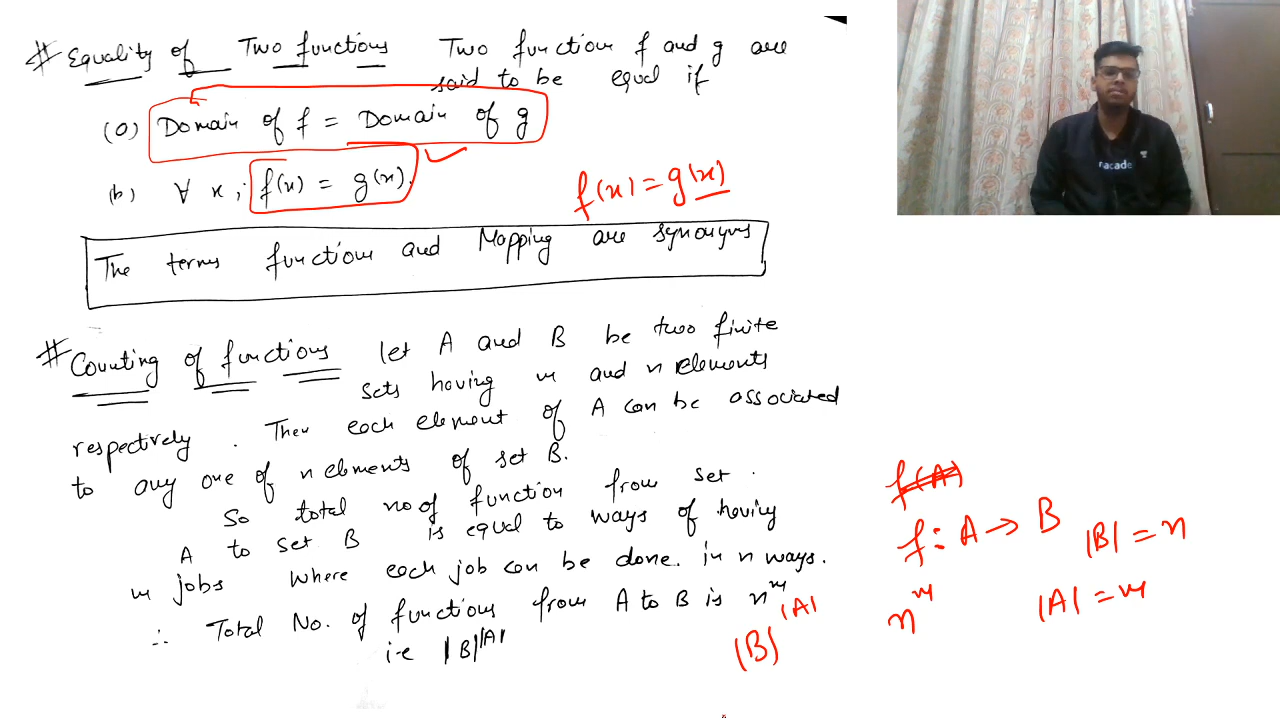 # Equality of Two functions Two function f and g are
said to be equal if
(0) Domain of f = Domain of g
(b) ∀ x, f(x) = g(x).
f(x) = g(x)
The terms functions and Mapping are synonyms
# Counting of functions let A and B be two finite
sets having m and n elements
respectively. Then each element of A can be associated
to any one of n elements of set B.
So total no of function from set
A to set B is equal to ways of having
m jobs where each job can be done in n ways.
∴ Total No. of functions from A to B is n^m
i.e |B|^|A|
|B|^|A|
f(A)
f : A → B |B| = n
n^m |A| = m
nacade